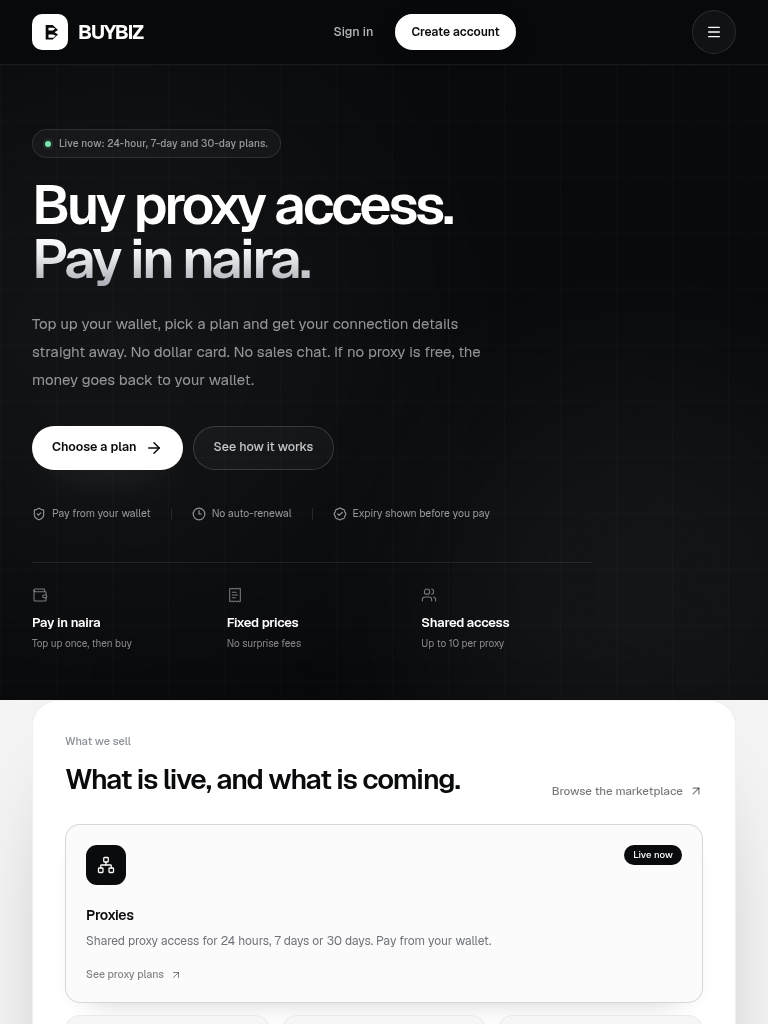 BUYBIZ
Sign in
Create account
Live now: 24-hour, 7-day and 30-day plans.
Buy proxy access.
Pay in naira.
Top up your wallet, pick a plan and get your connection details
straight away. No dollar card. No sales chat. If no proxy is free, the
money goes back to your wallet.
Choose a plan
See how it works
Pay from your wallet
No auto-renewal
Expiry shown before you pay
Pay in naira
Top up once, then buy
Fixed prices
No surprise fees
Shared access
Up to 10 per proxy
What we sell
What is live, and what is coming.
Browse the marketplace
Live now
Proxies
Shared proxy access for 24 hours, 7 days or 30 days. Pay from your wallet.
See proxy plans